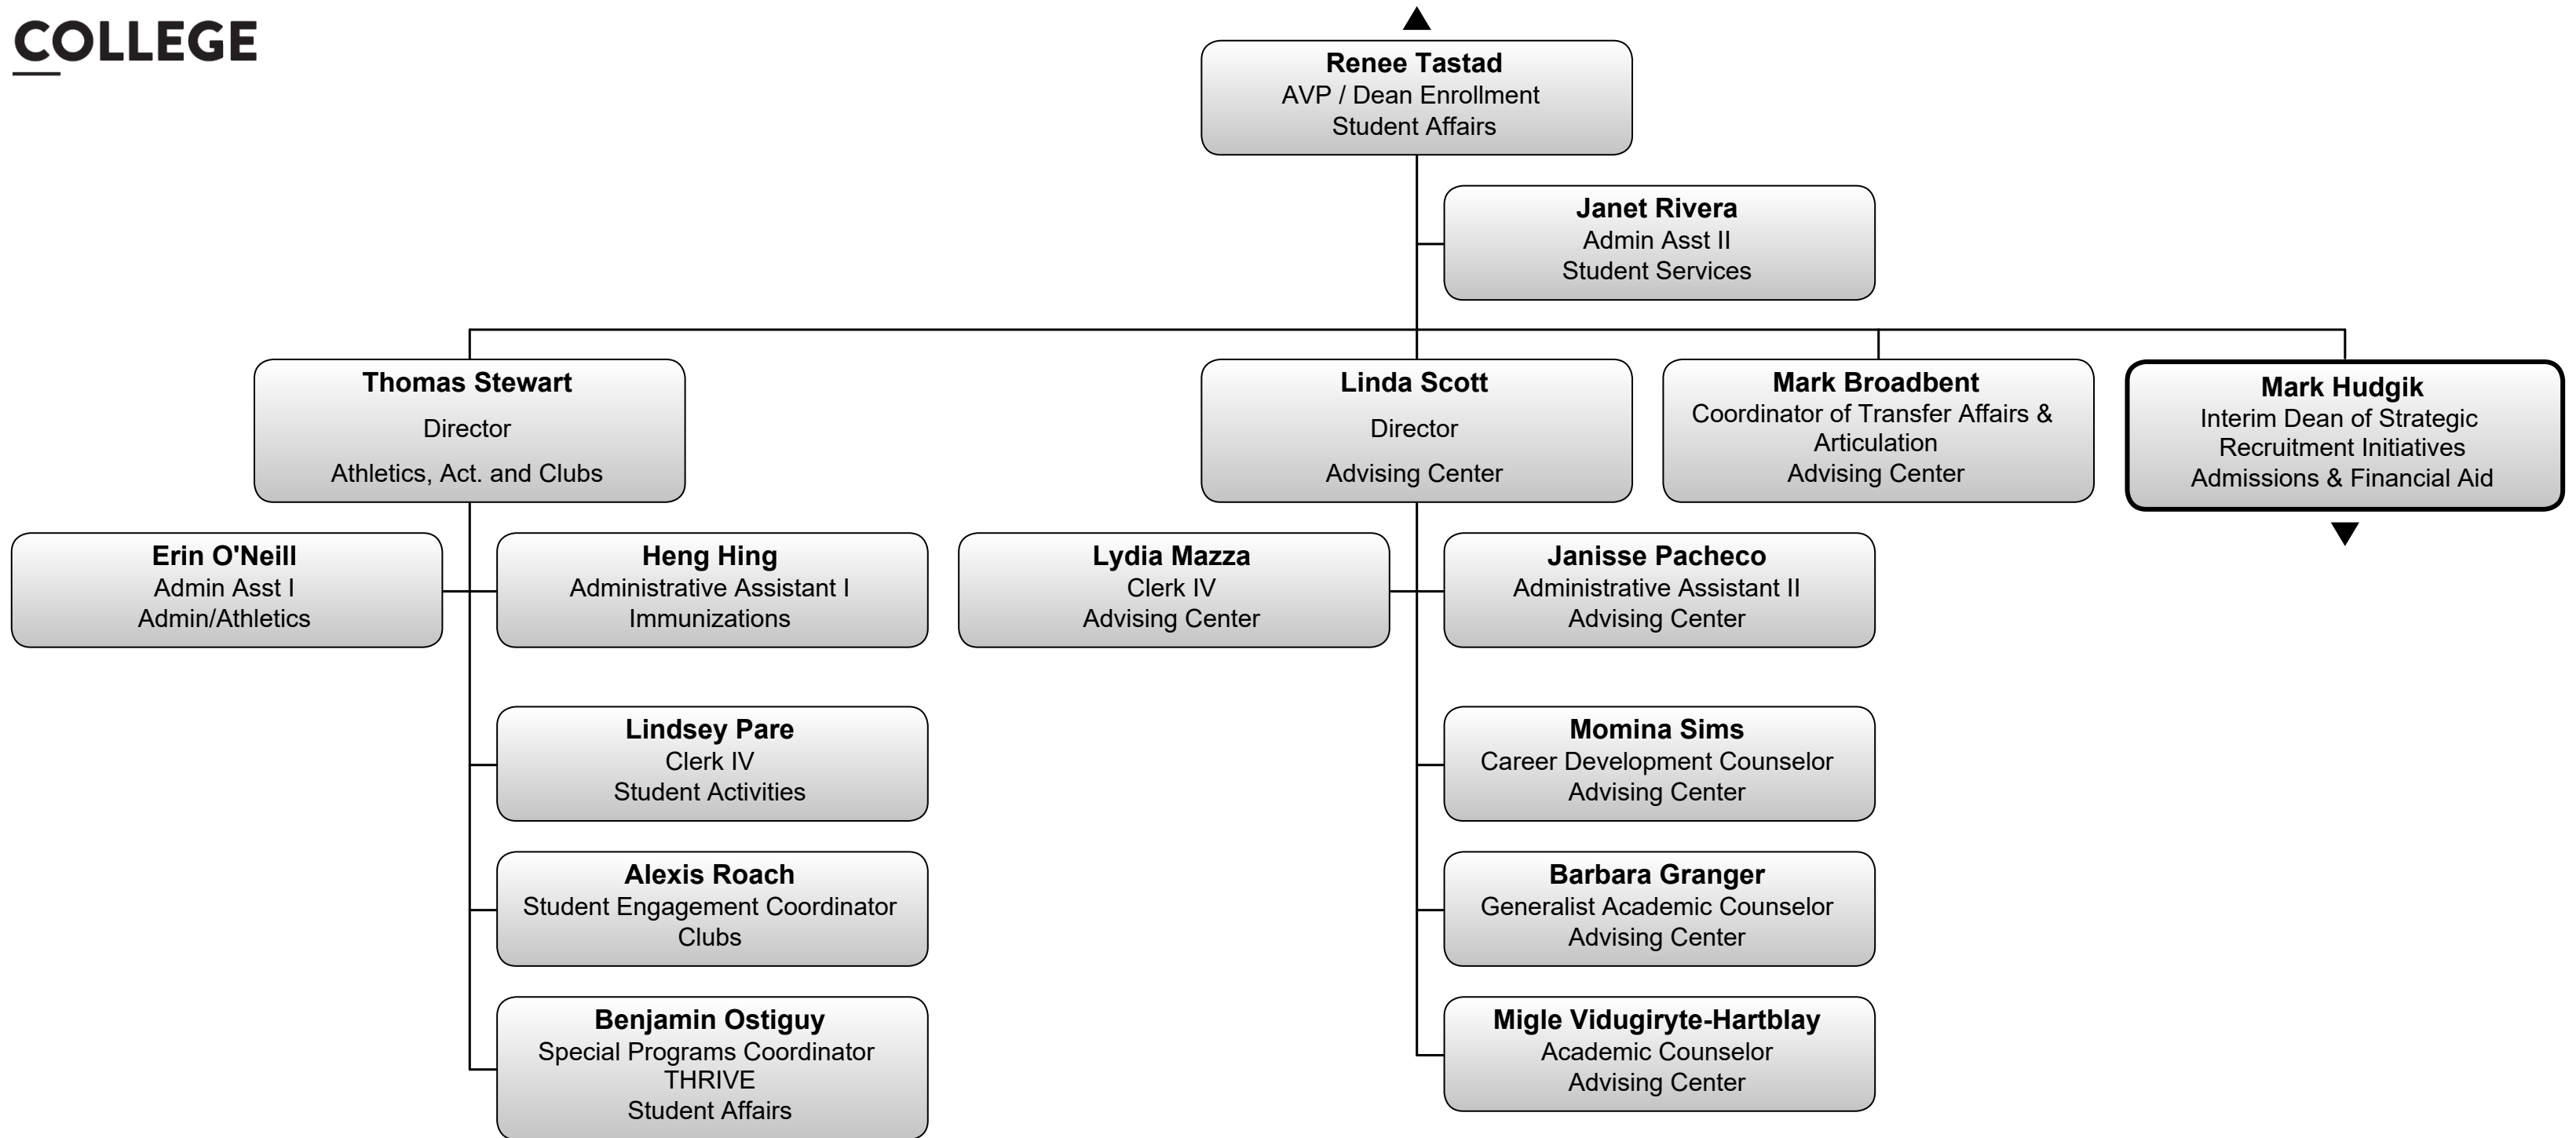 COLLEGE
Renee Tastad
AVP / Dean Enrollment
Student Affairs
Janet Rivera
Admin Asst II
Student Services
Thomas Stewart
Director
Athletics, Act. and Clubs
Linda Scott
Director
Advising Center
Mark Broadbent
Coordinator of Transfer Affairs &
Articulation
Advising Center
Mark Hudgik
Interim Dean of Strategic
Recruitment Initiatives
Admissions & Financial Aid
Erin O'Neill
Admin Asst I
Admin/Athletics
Heng Hing
Administrative Assistant I
Immunizations
Lydia Mazza
Clerk IV
Advising Center
Janisse Pacheco
Administrative Assistant II
Advising Center
Lindsey Pare
Clerk IV
Student Activities
Momina Sims
Career Development Counselor
Advising Center
Alexis Roach
Student Engagement Coordinator
Clubs
Barbara Granger
Generalist Academic Counselor
Advising Center
Benjamin Ostiguy
Special Programs Coordinator
THRIVE
Student Affairs
Migle Vidugiryte-Hartblay
Academic Counselor
Advising Center